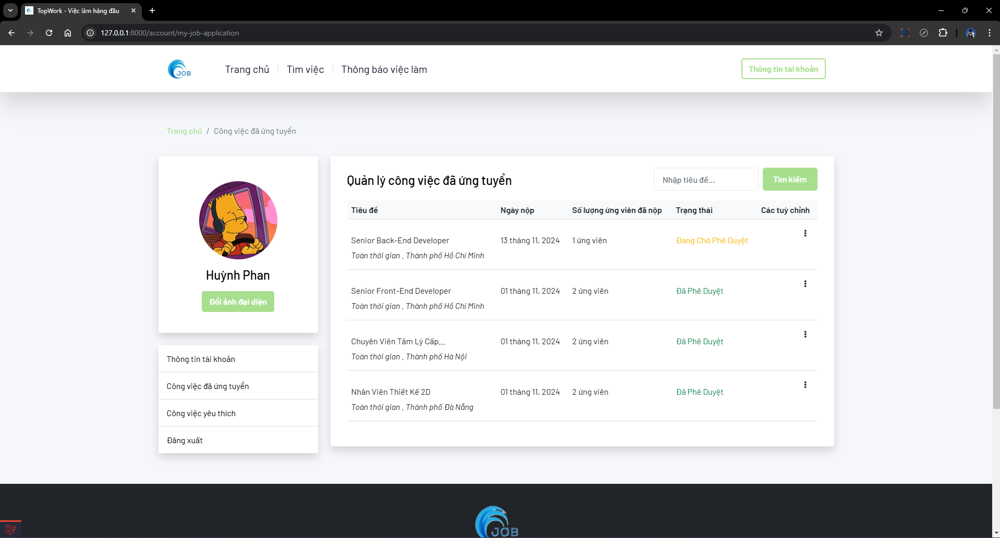 TopWork - Việc làm hàng đầu
127.0.0.1:8000/account/my-job-application
JOB
Trang chủ
Tìm việc
Thông báo việc làm
Thông tin tài khoản
Trang chủ / Công việc đã ứng tuyển
Huỳnh Phan
Đổi ảnh đại diện
Thông tin tài khoản
Công việc đã ứng tuyển
Công việc yêu thích
Đăng xuất
Quản lý công việc đã ứng tuyển
Nhập tiêu đề...
Tìm kiếm
Tiêu đề Ngày nộp Số lượng ứng viên đã nộp Trạng thái Các tuỳ chỉnh
Senior Back-End Developer 13 tháng 11, 2024 1 ứng viên Đang Chờ Phê Duyệt
Toàn thời gian . Thành phố Hồ Chí Minh
Senior Front-End Developer 01 tháng 11, 2024 2 ứng viên Đã Phê Duyệt
Toàn thời gian . Thành phố Hồ Chí Minh
Chuyên Viên Tâm Lý Cấp... 01 tháng 11, 2024 2 ứng viên Đã Phê Duyệt
Toàn thời gian . Thành phố Hà Nội
Nhân Viên Thiết Kế 2D 01 tháng 11, 2024 2 ứng viên Đã Phê Duyệt
Toàn thời gian . Thành phố Đà Nẵng
JOB